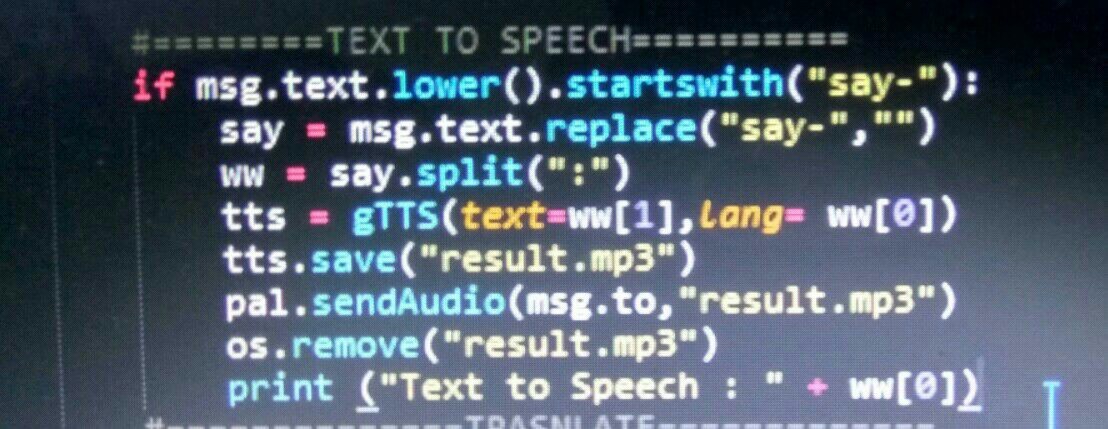 #========TEXT TO SPEECH==========
if msg.text.lower().startswith("say-"):
say = msg.text.replace("say-","")
ww = say.split(":")
tts = gTTS(text=ww[1],lang= ww[0])
tts.save("result.mp3")
pal.sendAudio(msg.to,"result.mp3")
os.remove("result.mp3")
print ("Text to Speech : " + ww[0])
#==============TRASNLATE=============